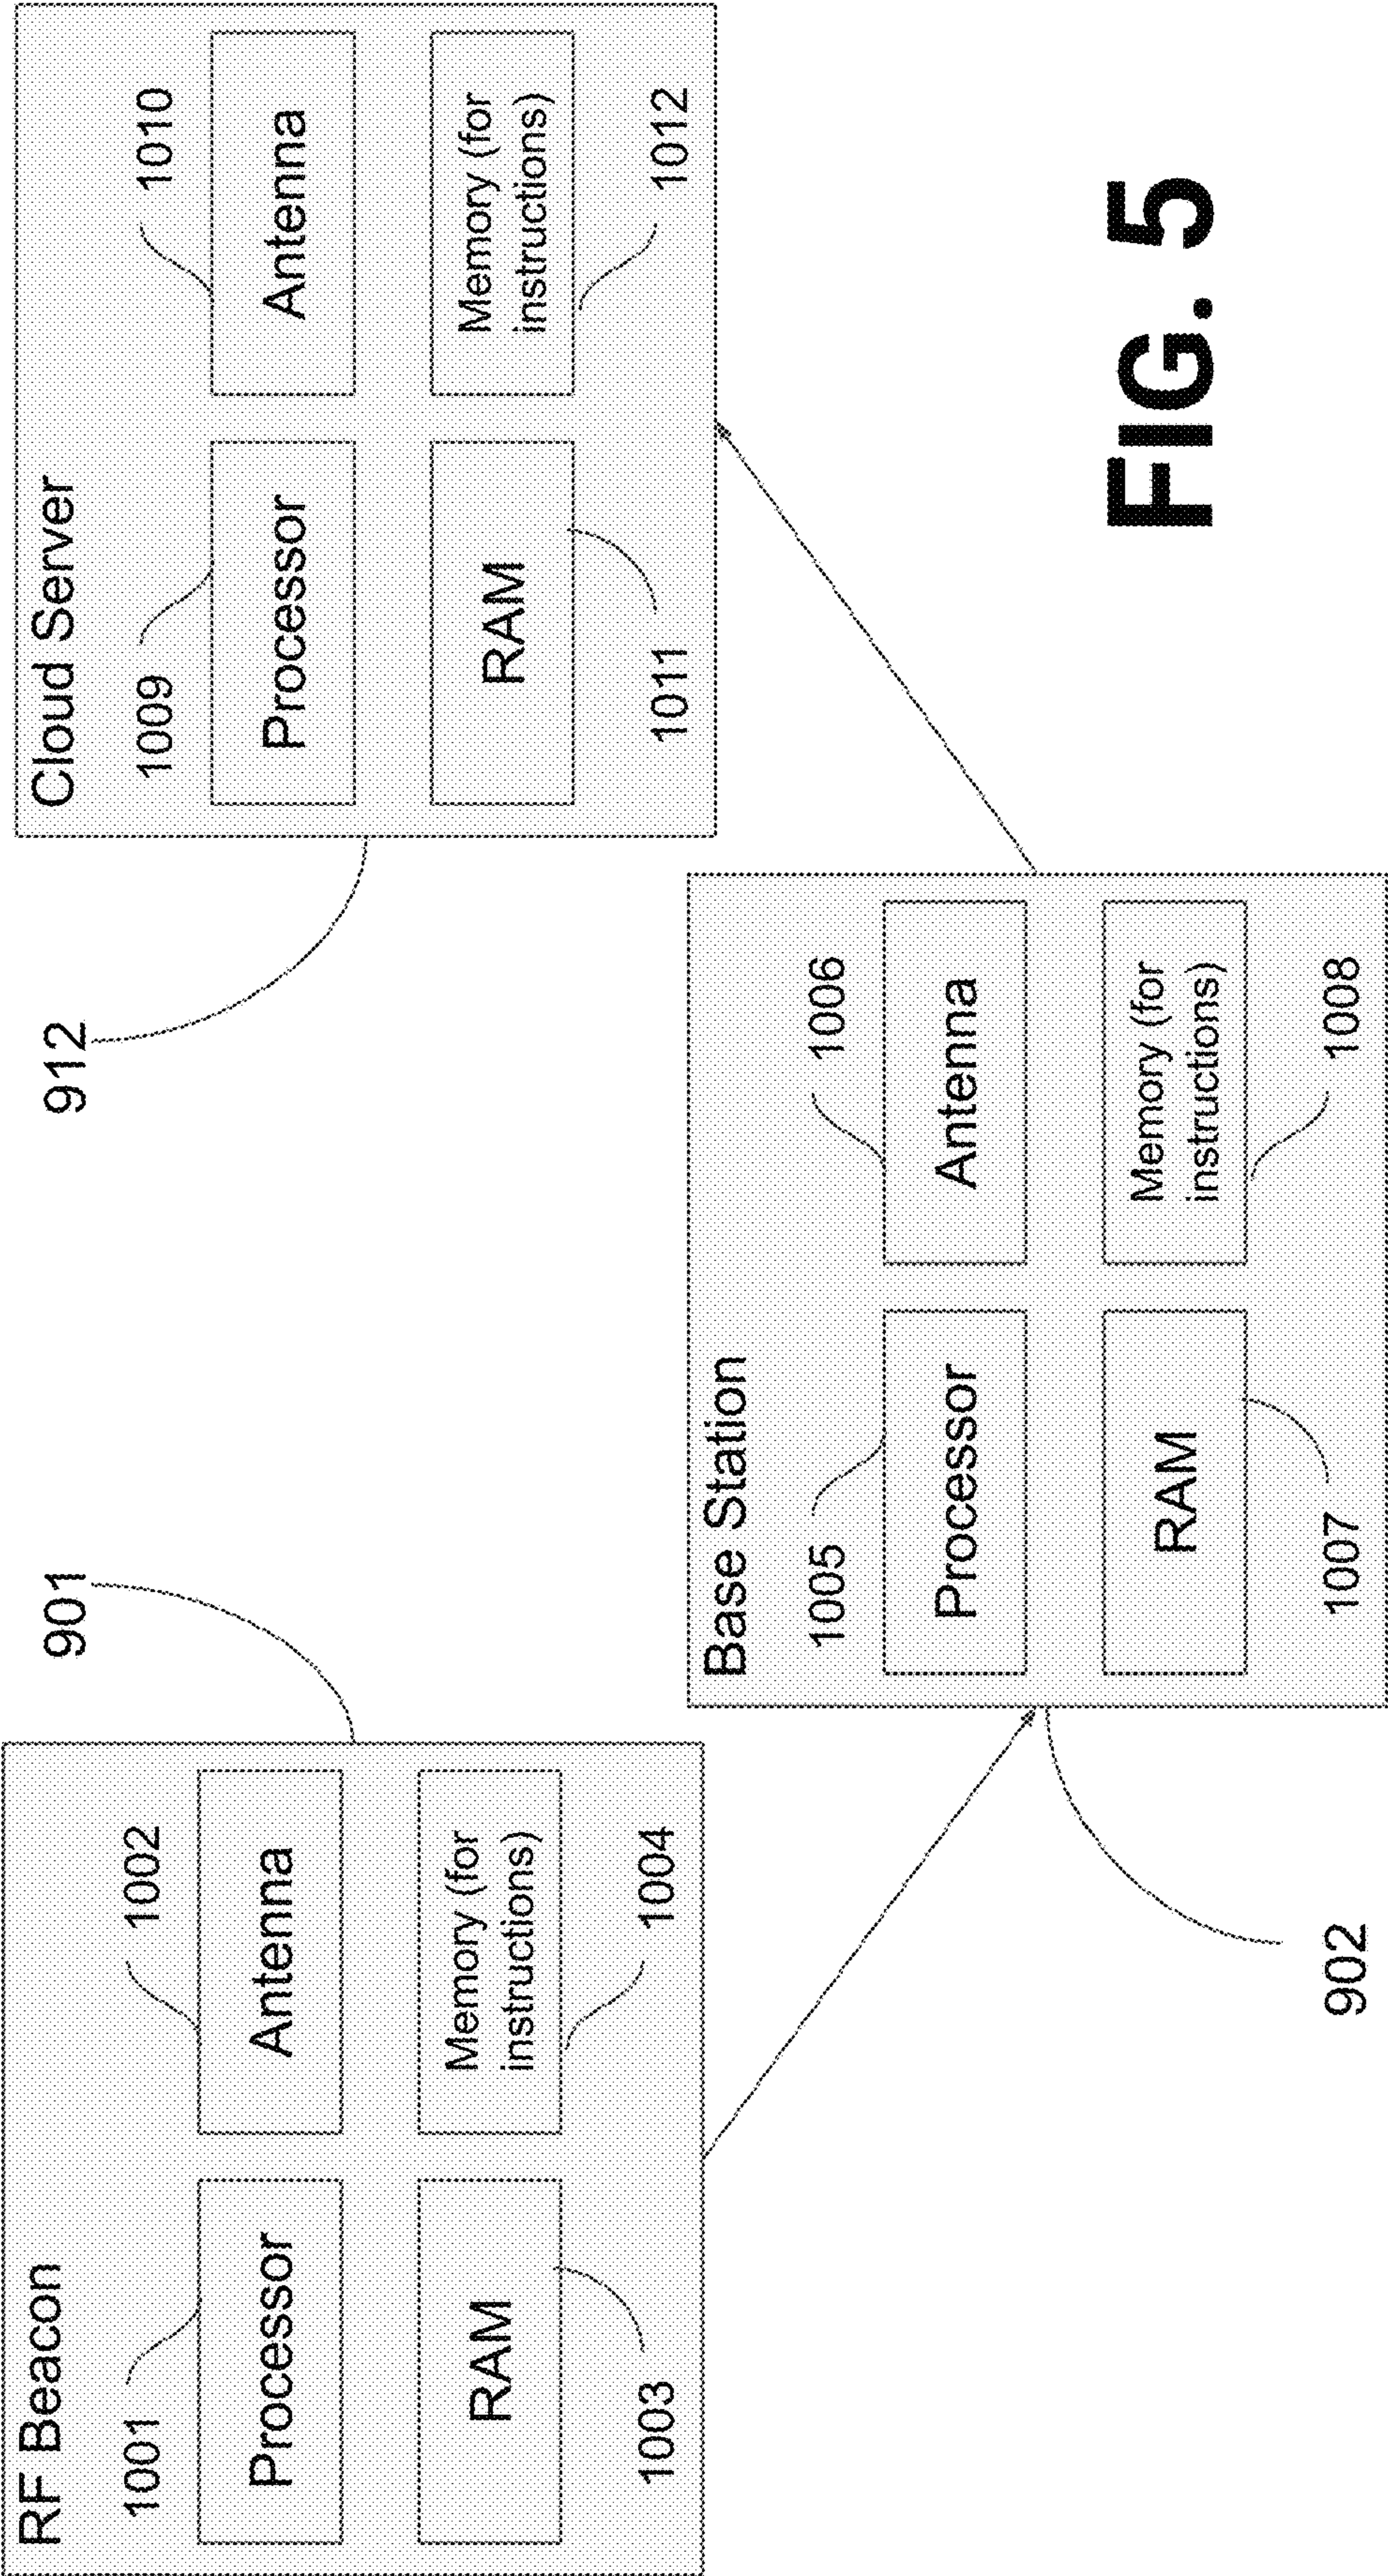 RF Beacon
1001
1002
Processor
Antenna
RAM
Memory (for
instructions)
1003
1004
901
912
Cloud Server
1009
1010
Processor
Antenna
RAM
Memory (for
instructions)
1011
1012
Base Station
1005
1006
Processor
Antenna
RAM
Memory (for
instructions)
1007
1008
902
FIG. 5